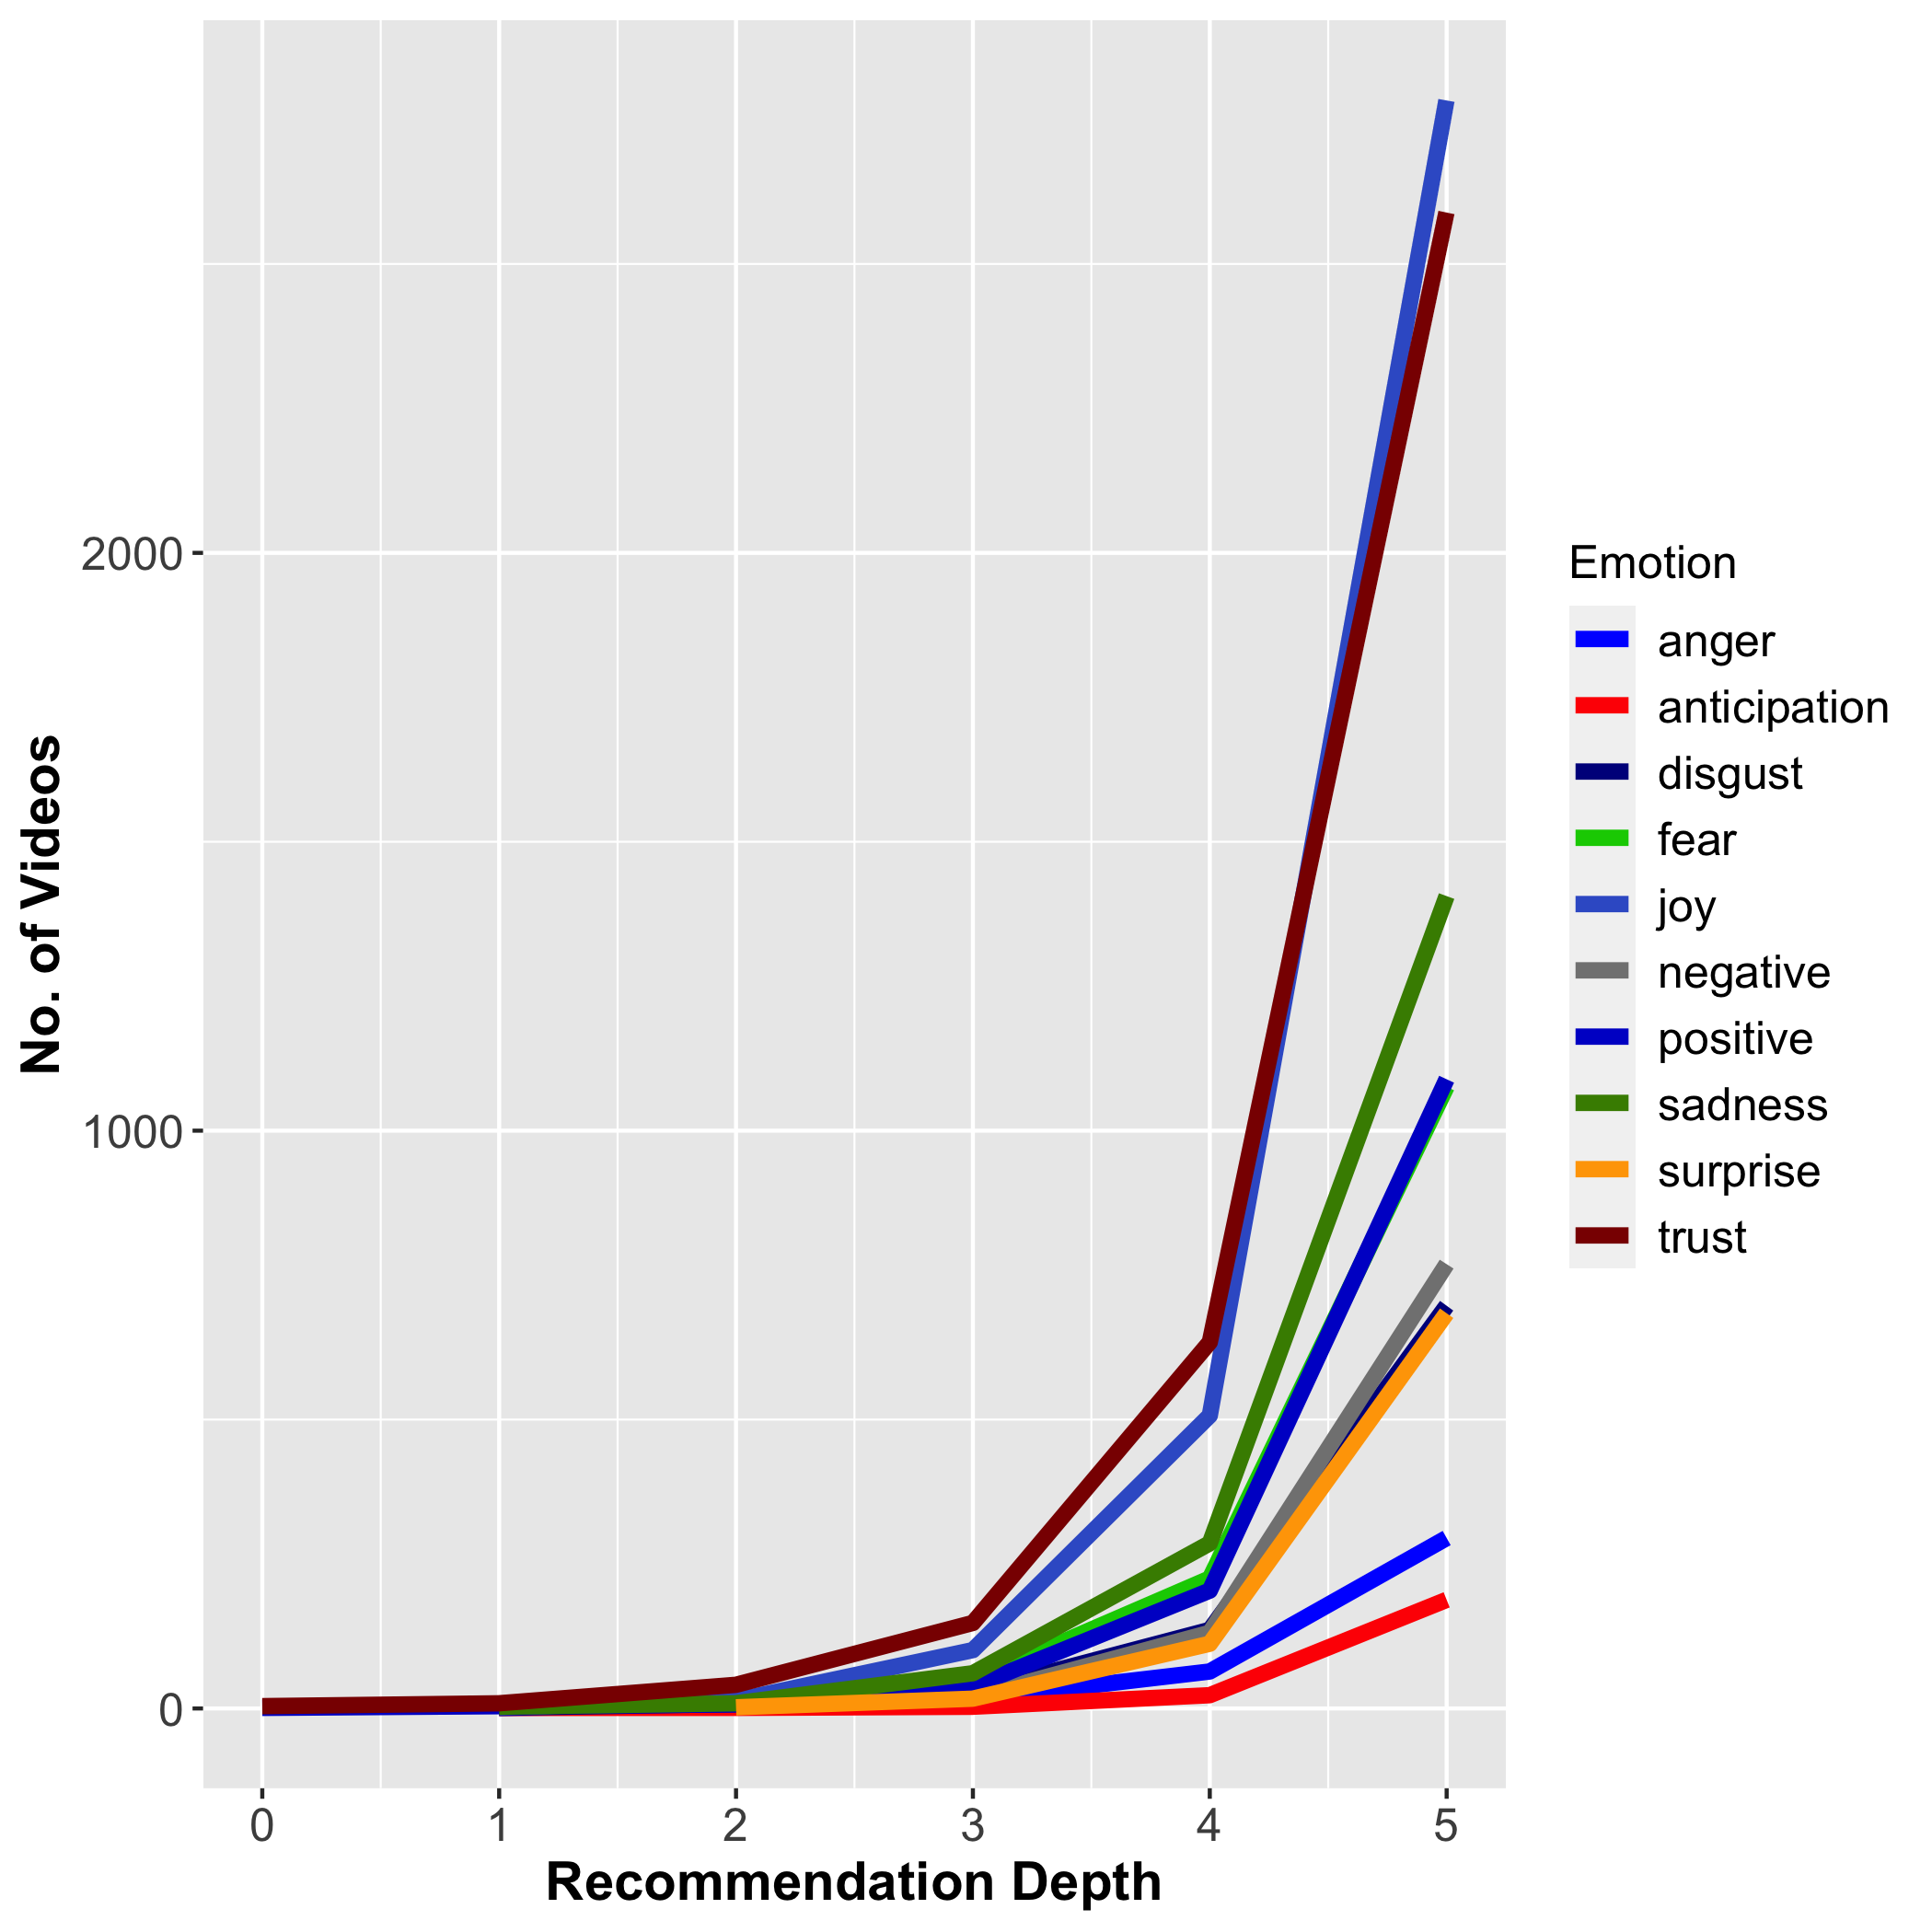 No. of Videos
2000
1000
0
0 1 2 3 4 5
Recommendation Depth
Emotion
anger
anticipation
disgust
fear
joy
negative
positive
sadness
surprise
trust